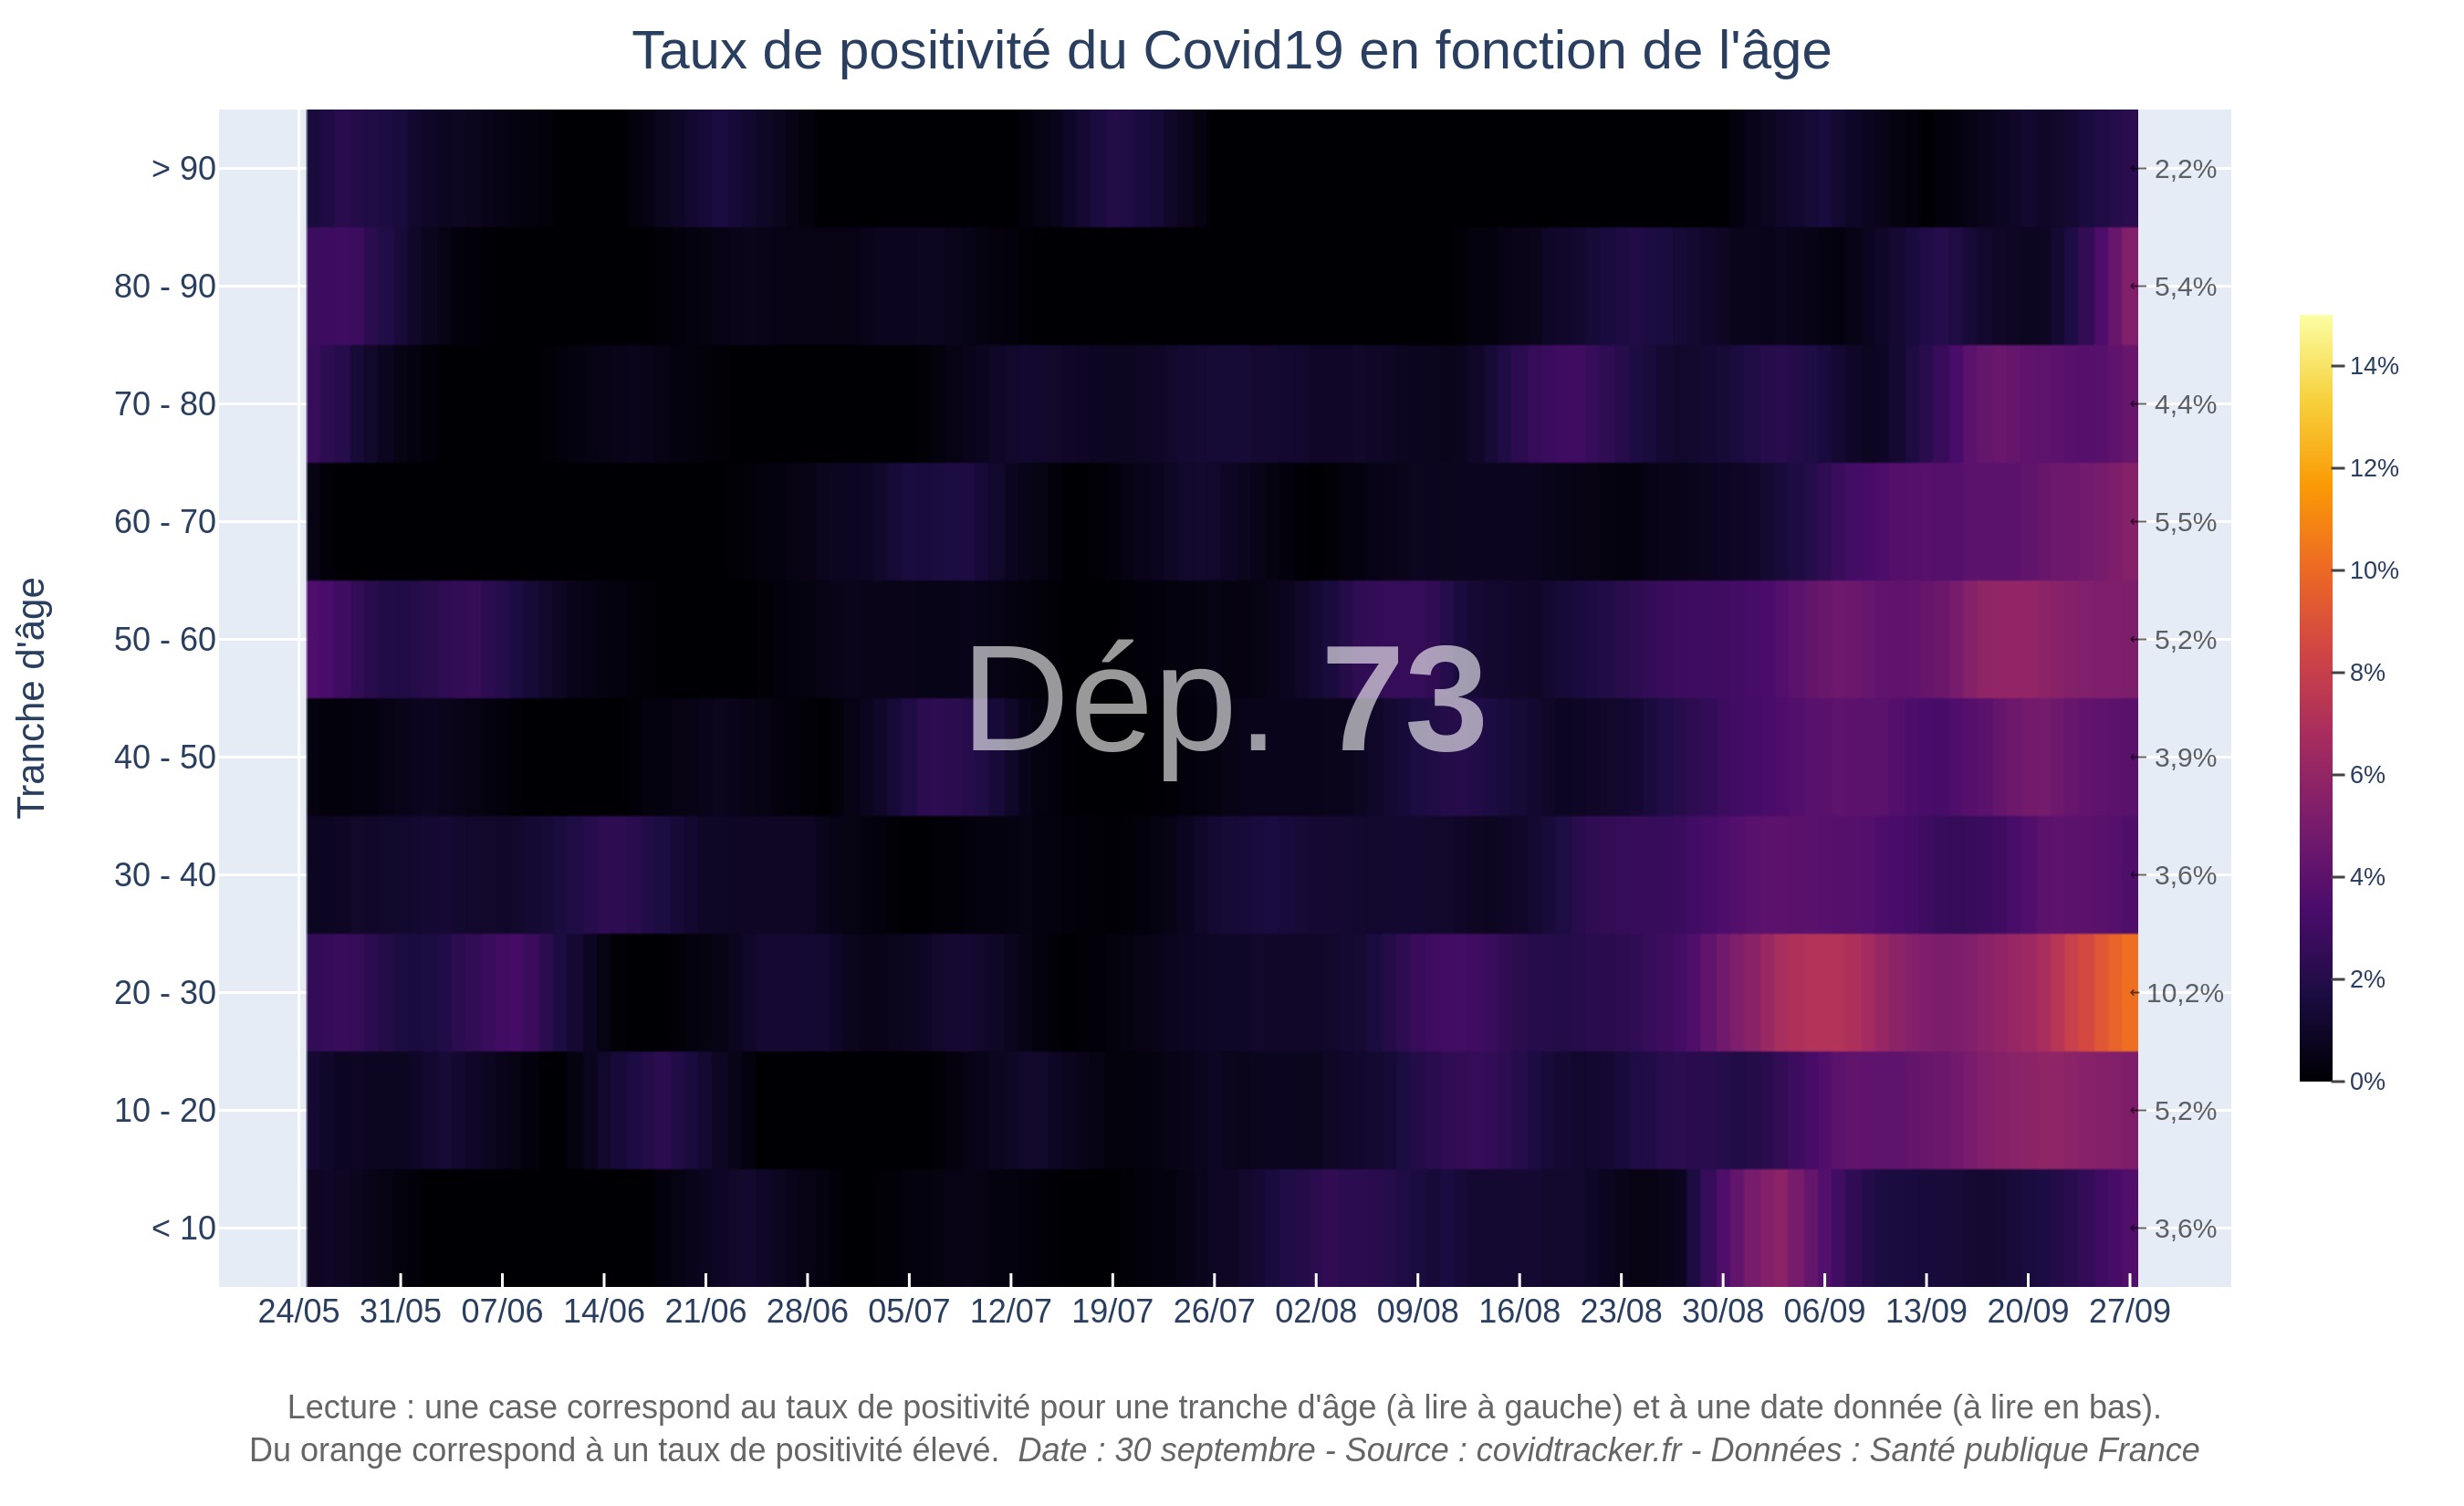 Taux de positivité du Covid19 en fonction de l'âge
Tranche d'âge
> 90
80 - 90
70 - 80
60 - 70
50 - 60
40 - 50
30 - 40
20 - 30
10 - 20
< 10
Dép. 73
← 2,2%
← 5,4%
← 4,4%
← 5,5%
← 5,2%
← 3,9%
← 3,6%
← 10,2%
← 5,2%
← 3,6%
14%
12%
10%
8%
6%
4%
2%
0%
24/05 31/05 07/06 14/06 21/06 28/06 05/07 12/07 19/07 26/07 02/08 09/08 16/08 23/08 30/08 06/09 13/09 20/09 27/09
Lecture : une case correspond au taux de positivité pour une tranche d'âge (à lire à gauche) et à une date donnée (à lire en bas).
Du orange correspond à un taux de positivité élevé. Date : 30 septembre - Source : covidtracker.fr - Données : Santé publique France